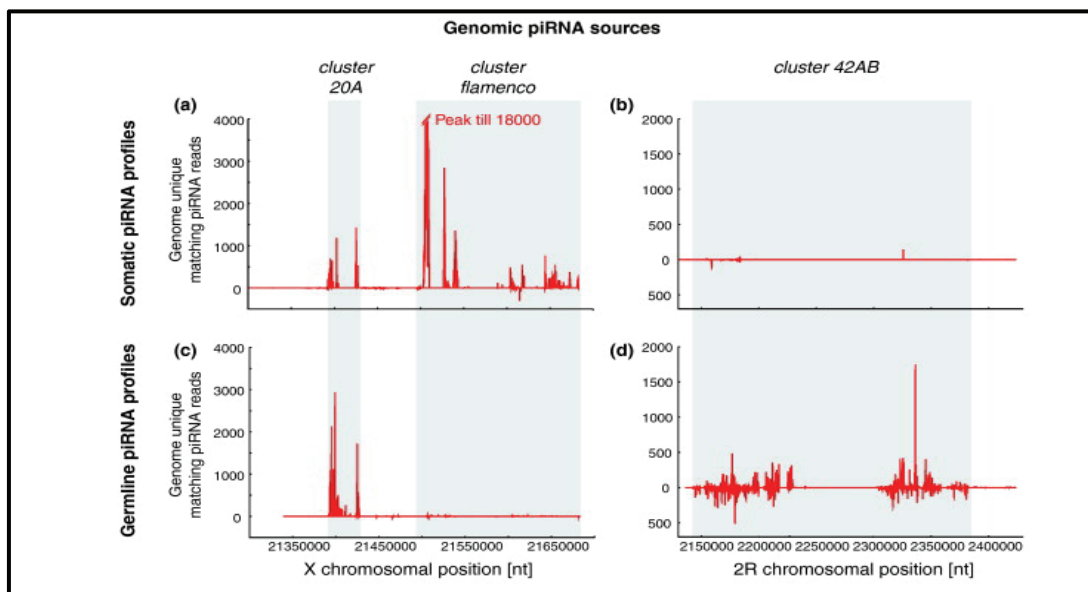 Genomic piRNA sources
cluster
20A
cluster
flamenco
cluster 42AB
Somatic piRNA profiles
Genome unique
matching piRNA reads
(a)
4000
3000
2000
1000
0
Peak till 18000
(b)
2000
1500
1000
500
0
500
Germline piRNA profiles
Genome unique
matching piRNA reads
(c)
4000
3000
2000
1000
0
21350000 21450000 21550000 21650000
X chromosomal position [nt]
(d)
2000
1500
1000
500
0
500
2150000 2200000 2250000 2300000 2350000 2400000
2R chromosomal position [nt]